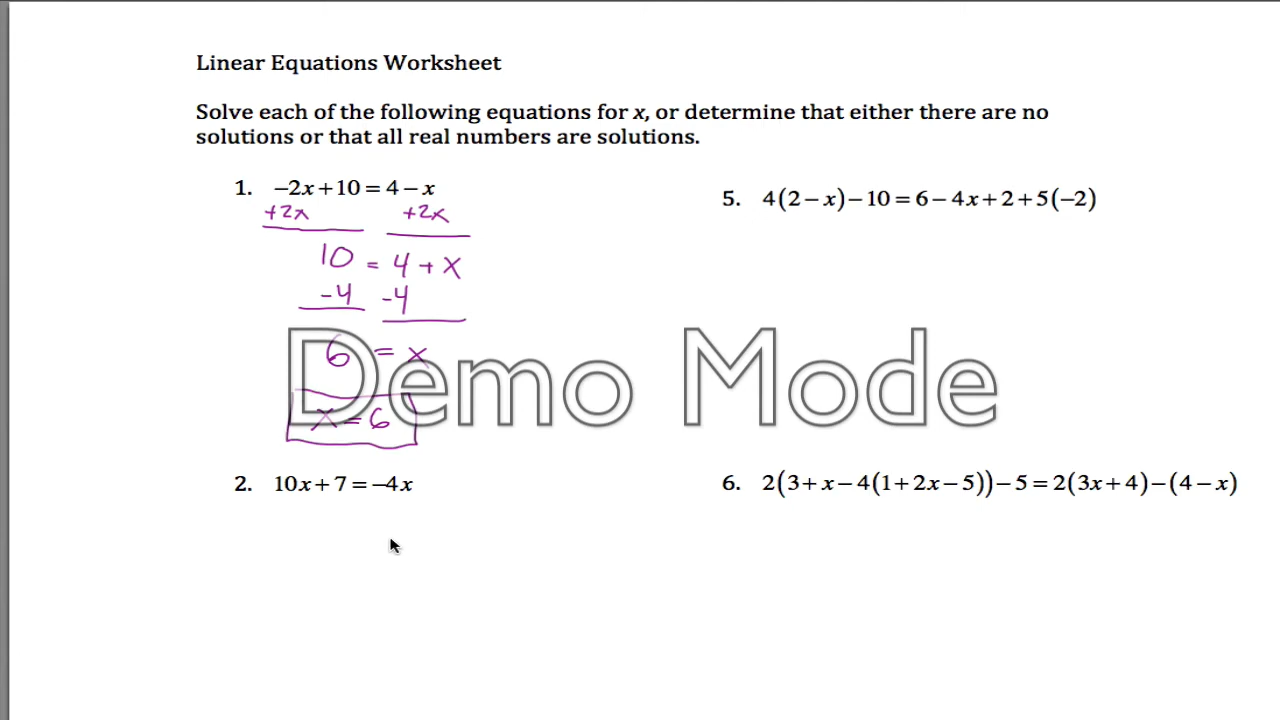 Linear Equations Worksheet
Solve each of the following equations for x, or determine that either there are no
solutions or that all real numbers are solutions.
1. −2x+10=4−x
+2x +2x
10 = 4 + x
-4 -4
6 = x
x = 6
2. 10x+7=−4x
5. 4(2−x)−10=6−4x+2+5(−2)
6. 2(3+x−4(1+2x−5))−5=2(3x+4)−(4−x)
Demo Mode